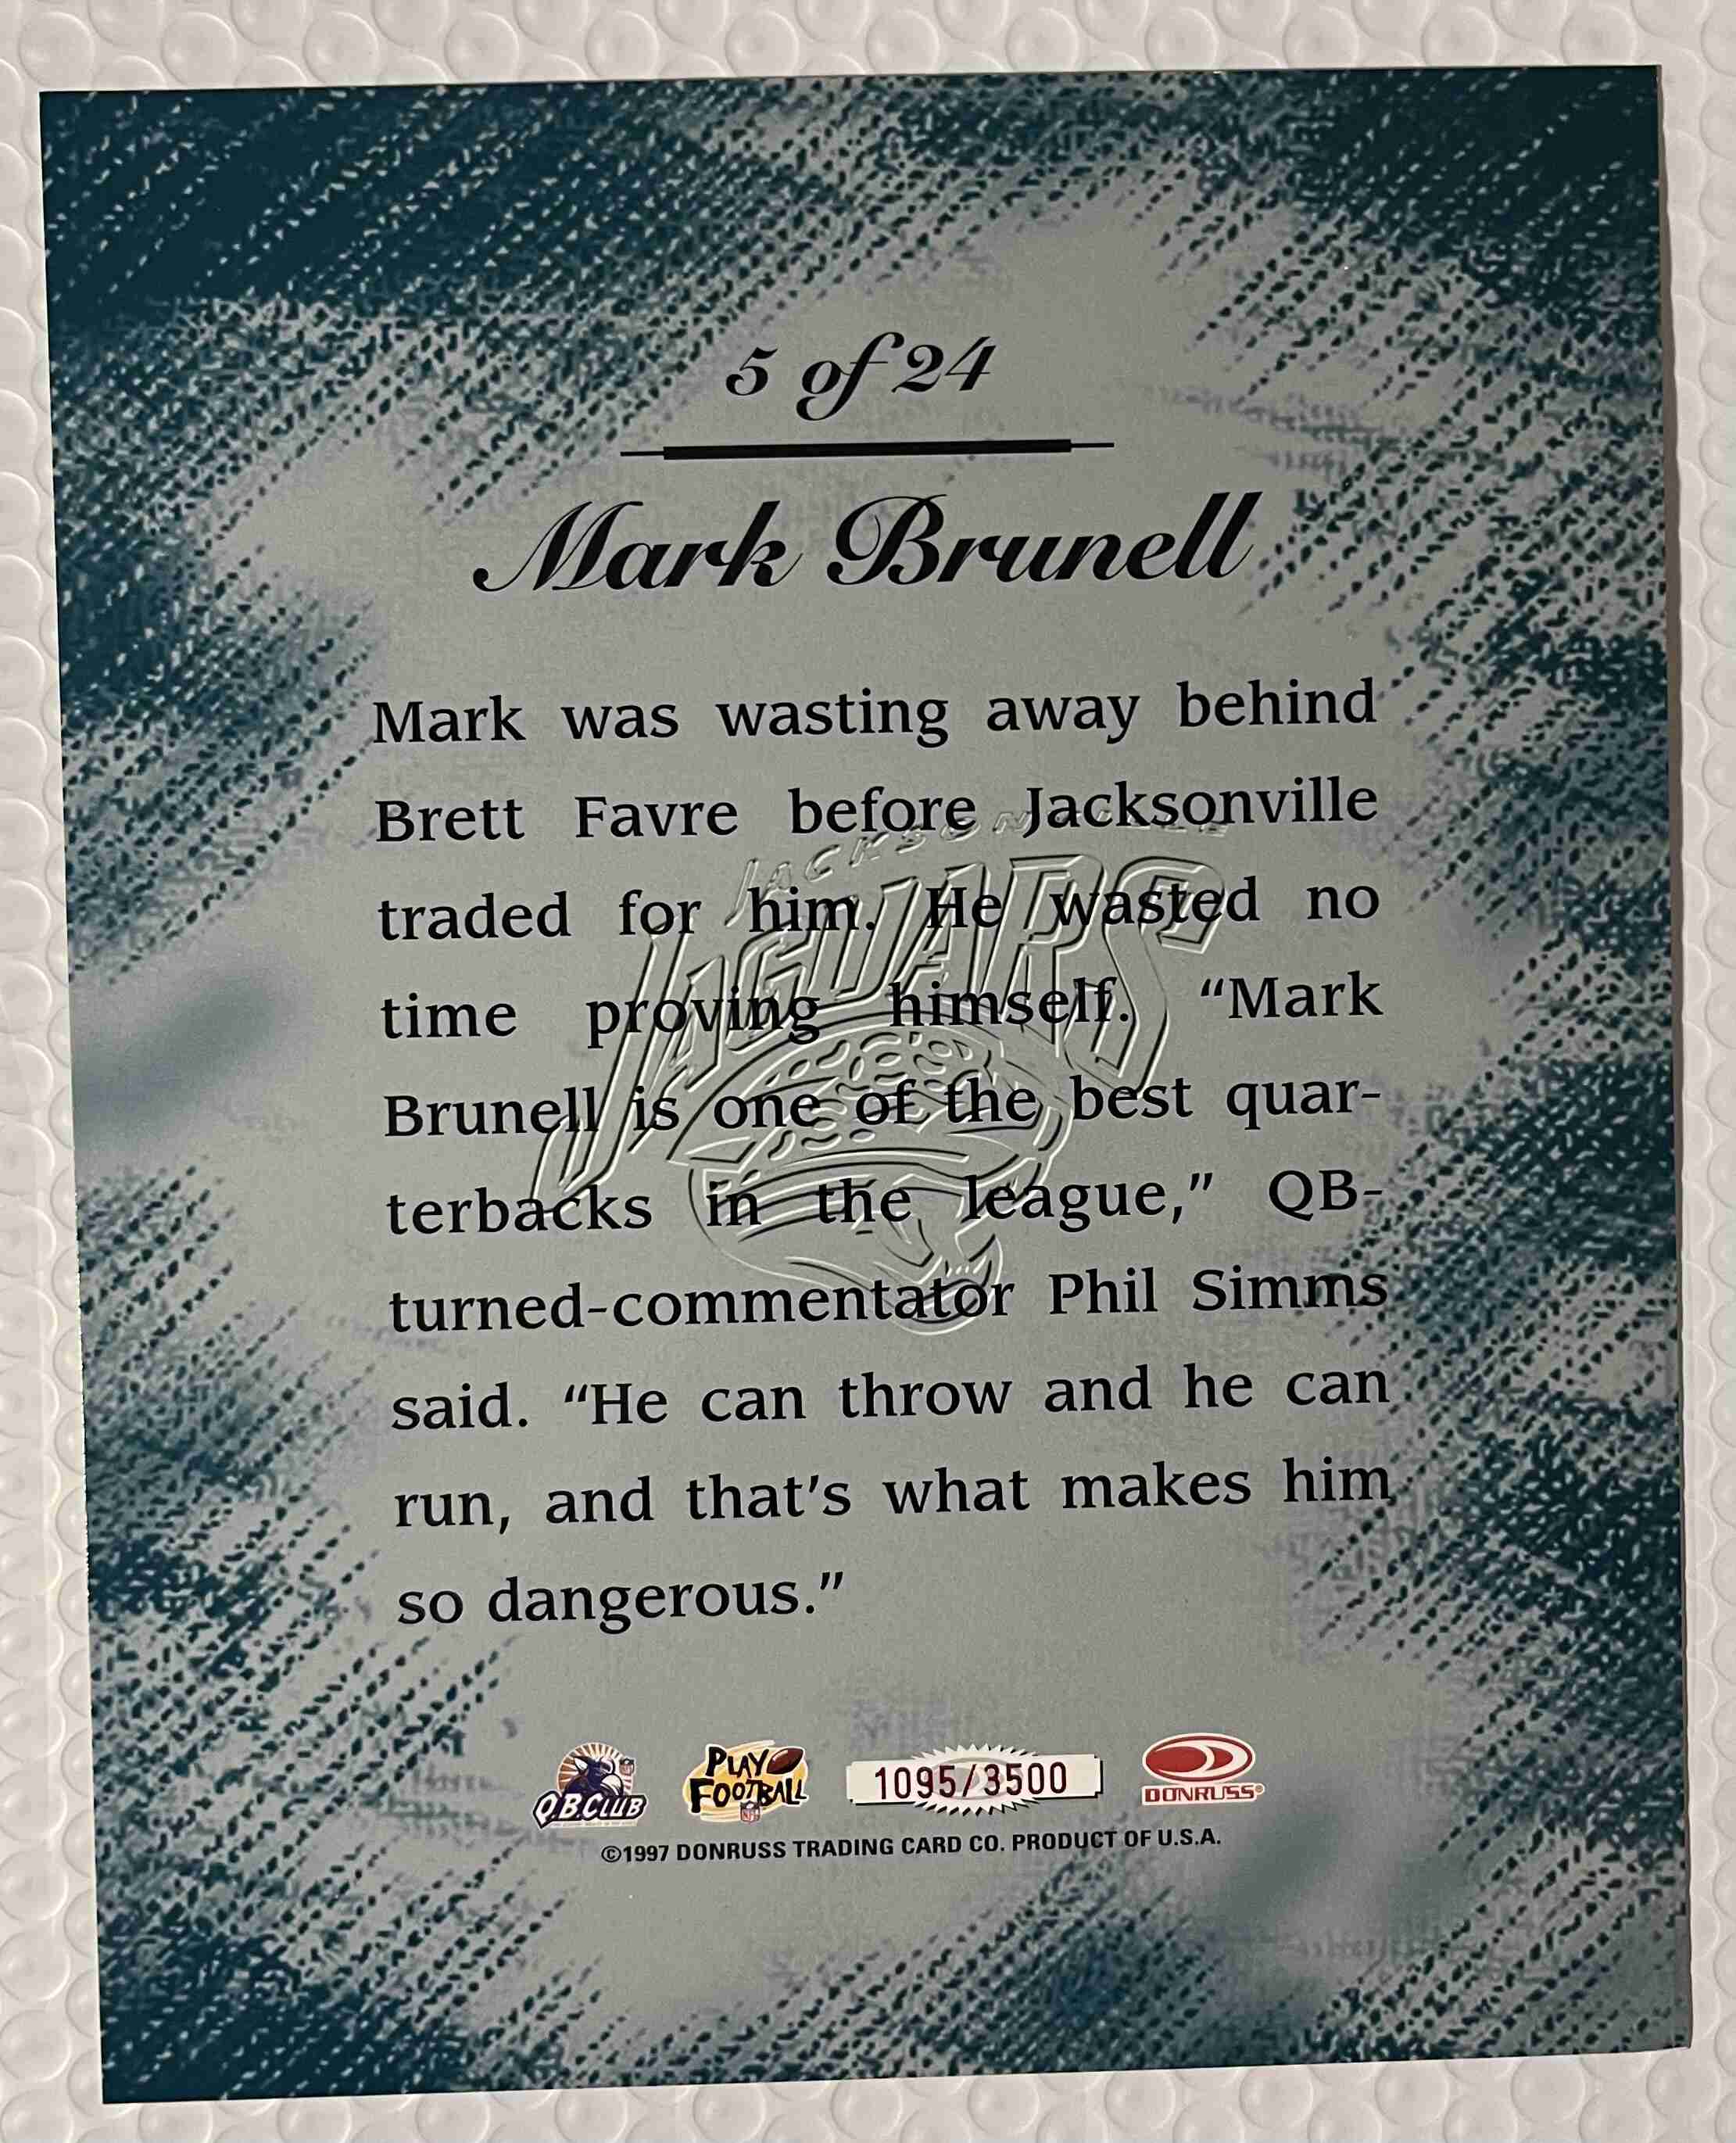 5 of 24
Mark Brunell
Mark was wasting away behind
Brett Favre before Jacksonville
traded for him. He wasted no
time proving himself. “Mark
Brunell is one of the best quar-
terbacks in the league,” QB-
turned-commentator Phil Simms
said. “He can throw and he can
run, and that’s what makes him
so dangerous.”
JACKSONVILLE
JAGUARS
QB CLUB
PLAY
FOOTBALL
NFL
1095/3500
DONRUSS®
©1997 DONRUSS TRADING CARD CO. PRODUCT OF U.S.A.